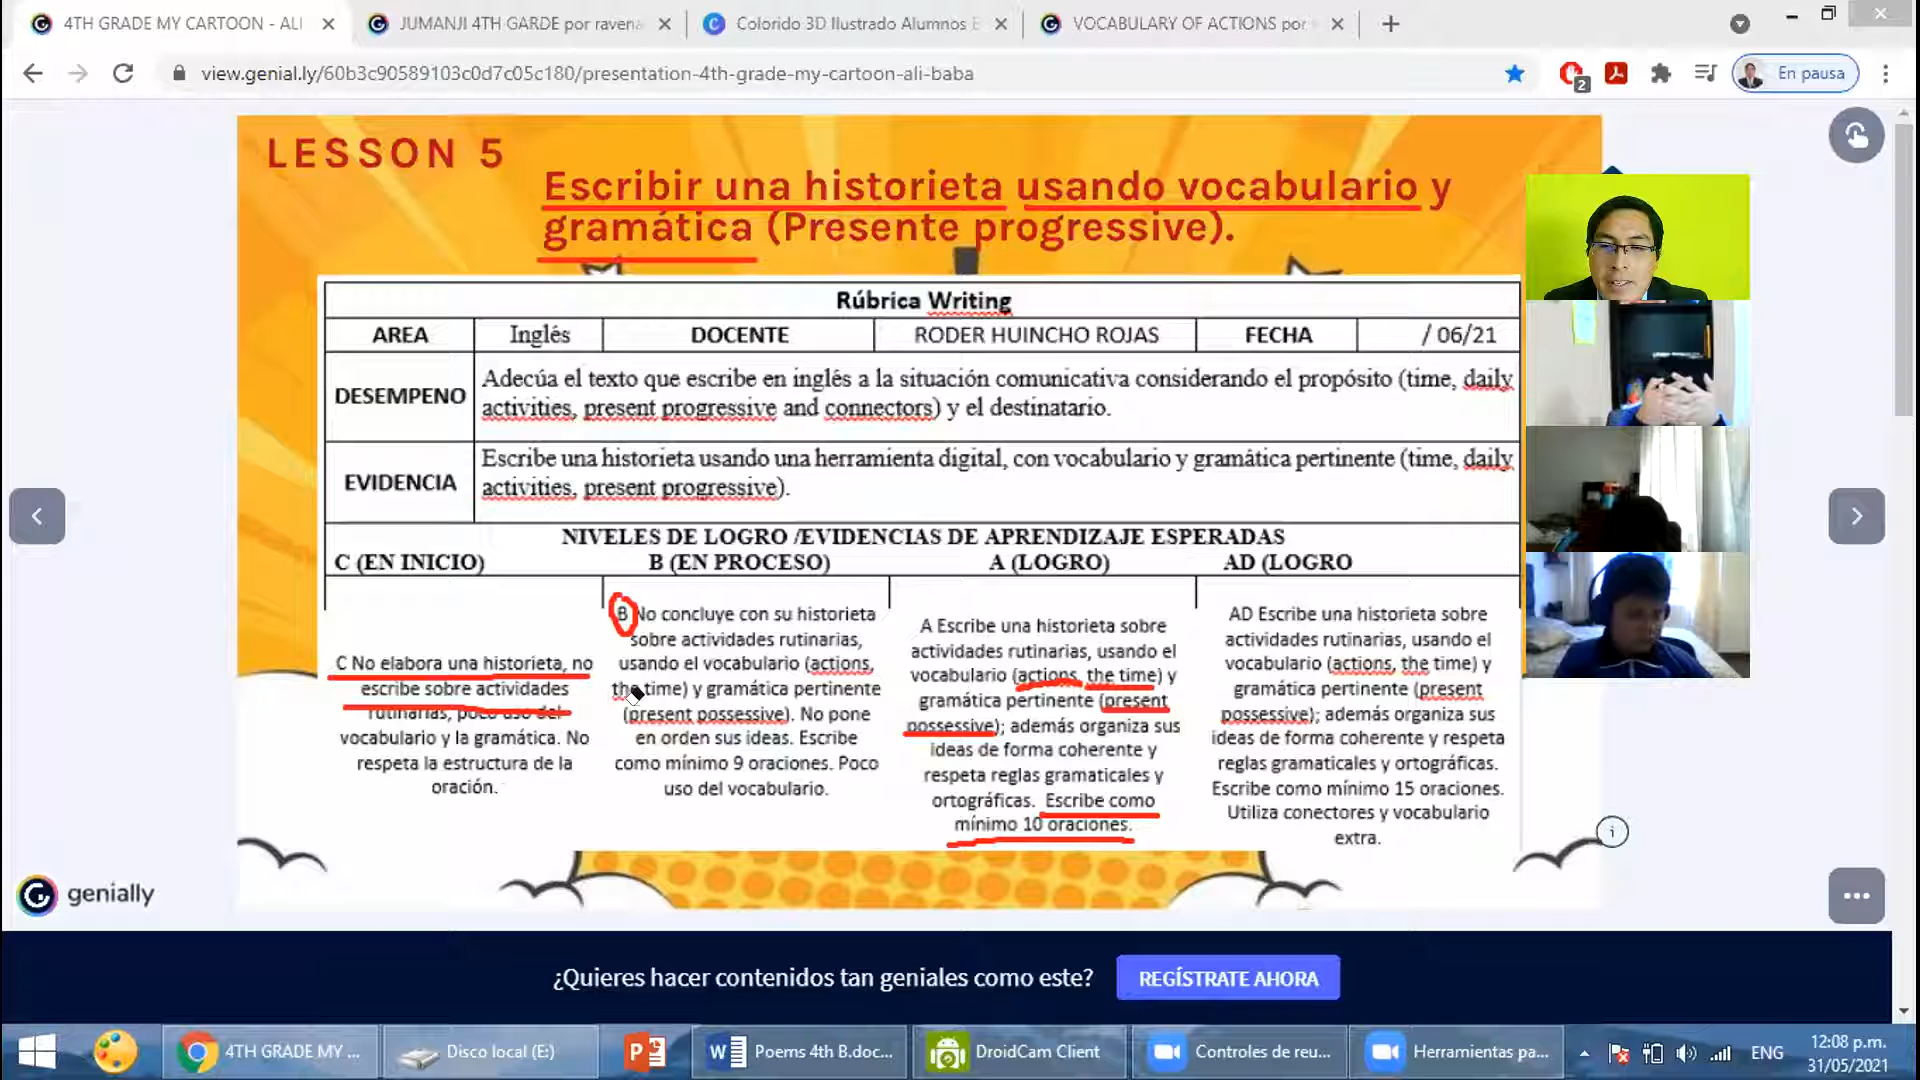 4TH GRADE MY CARTOON - ALI
JUMANJI 4TH GARDE por ravena
Colorido 3D Ilustrado Alumnos E
VOCABULARY OF ACTIONS por
view.genial.ly/60b3c90589103c0d7c05c180/presentation-4th-grade-my-cartoon-ali-baba
2
En pausa
LESSON 5
Escribir una historieta usando vocabulario y
gramática (Presente progressive).
Rúbrica Writing
AREA Inglés DOCENTE RODER HUINCHO ROJAS FECHA / 06/21
DESEMPENO
Adecúa el texto que escribe en inglés a la situación comunicativa considerando el propósito (time, daily
activities, present progressive and connectors) y el destinatario.
EVIDENCIA
Escribe una historieta usando una herramienta digital, con vocabulario y gramática pertinente (time, daily
activities, present progressive).
NIVELES DE LOGRO /EVIDENCIAS DE APRENDIZAJE ESPERADAS
C (EN INICIO) B (EN PROCESO) A (LOGRO) AD (LOGRO
C No elabora una historieta, no
escribe sobre actividades
rutinarias, poco uso del
vocabulario y la gramática. No
respeta la estructura de la
oración.
B No concluye con su historieta
sobre actividades rutinarias,
usando el vocabulario (actions,
the time) y gramática pertinente
(present possessive). No pone
en orden sus ideas. Escribe
como mínimo 9 oraciones. Poco
uso del vocabulario.
A Escribe una historieta sobre
actividades rutinarias, usando el
vocabulario (actions, the time) y
gramática pertinente (present
possessive); además organiza sus
ideas de forma coherente y
respeta reglas gramaticales y
ortográficas. Escribe como
mínimo 10 oraciones.
AD Escribe una historieta sobre
actividades rutinarias, usando el
vocabulario (actions, the time) y
gramática pertinente (present
possessive); además organiza sus
ideas de forma coherente y respeta
reglas gramaticales y ortográficas.
Escribe como mínimo 15 oraciones.
Utiliza conectores y vocabulario
extra.
i
genially
¿Quieres hacer contenidos tan geniales como este? REGÍSTRATE AHORA
4TH GRADE MY ...
Disco local (E:)
Poems 4th B.doc...
DroidCam Client
Controles de reu...
Herramientas pa...
ENG
12:08 p.m.
31/05/2021